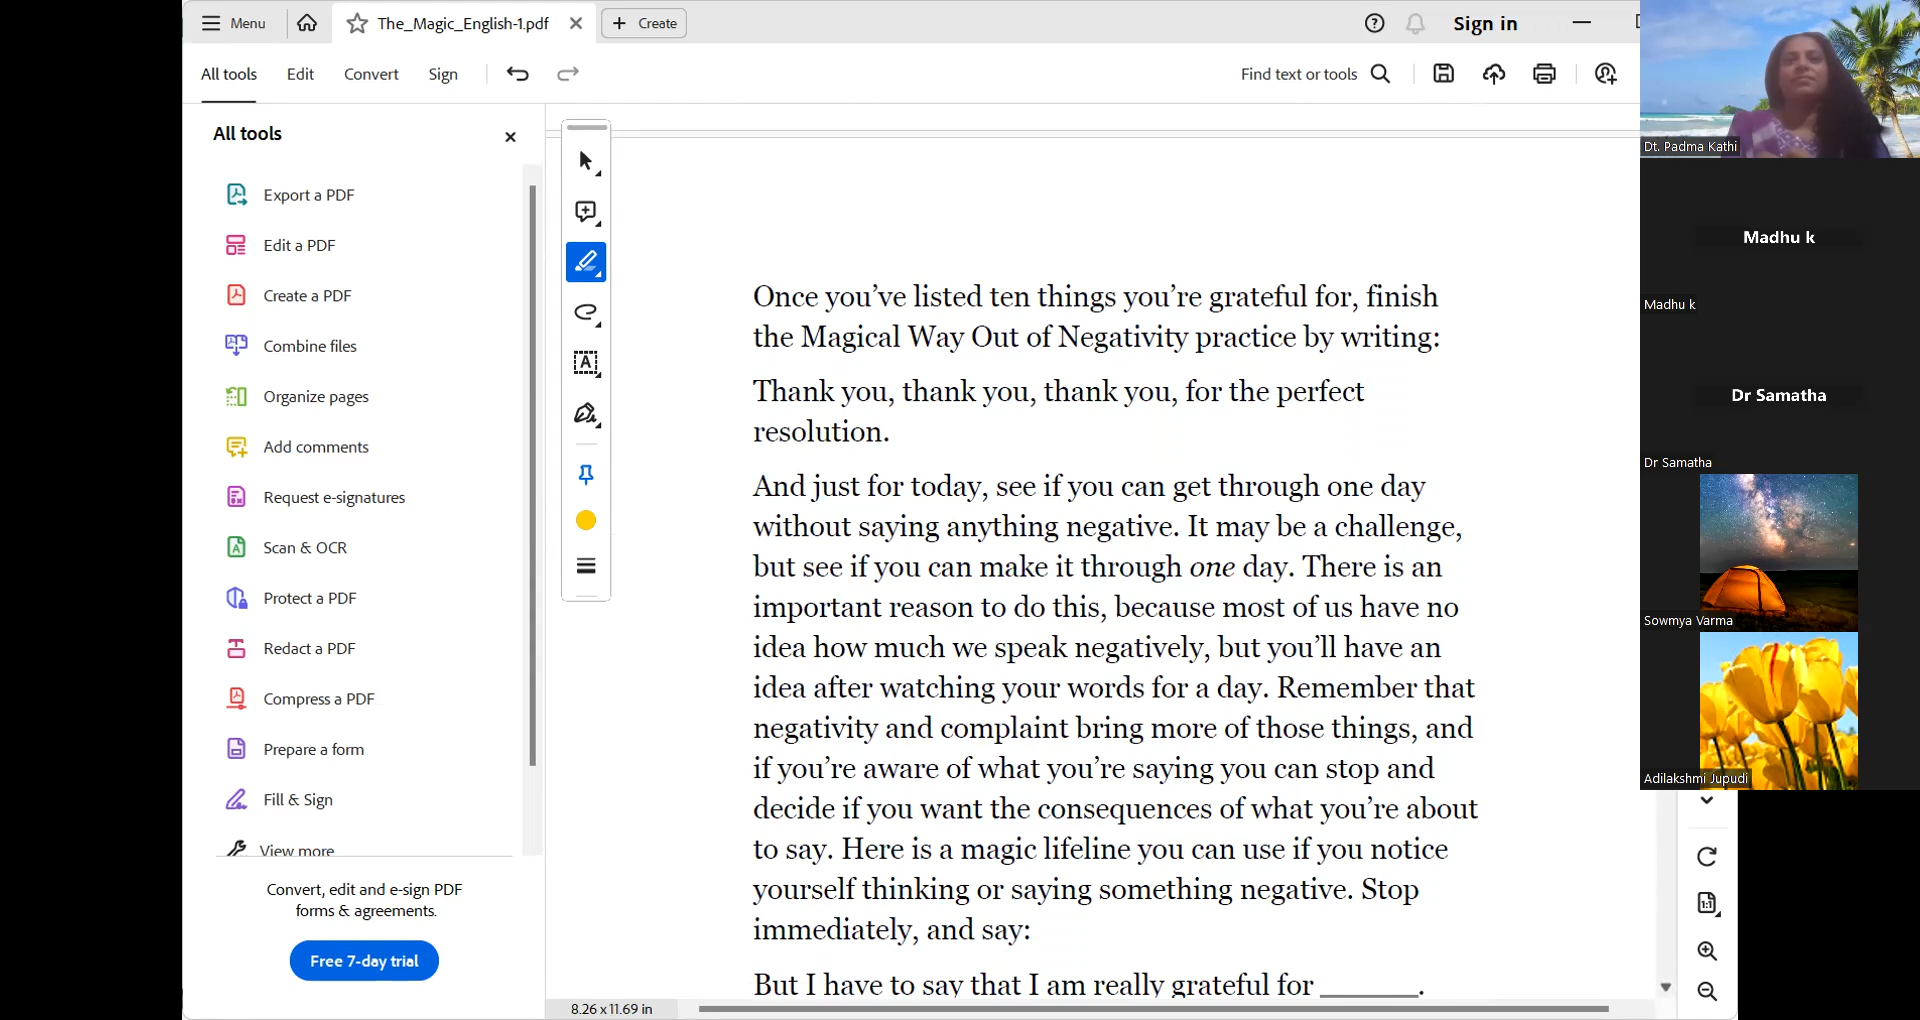 Menu
The_Magic_English-1.pdf
Create
Sign in
All tools
Edit
Convert
Sign
Find text or tools
All tools
Export a PDF
Edit a PDF
Create a PDF
Combine files
Organize pages
Add comments
Request e-signatures
Scan & OCR
Protect a PDF
Redact a PDF
Compress a PDF
Prepare a form
Fill & Sign
View more
Convert, edit and e-sign PDF
forms & agreements.
Free 7-day trial
Once you’ve listed ten things you’re grateful for, finish
the Magical Way Out of Negativity practice by writing:
Thank you, thank you, thank you, for the perfect
resolution.
And just for today, see if you can get through one day
without saying anything negative. It may be a challenge,
but see if you can make it through one day. There is an
important reason to do this, because most of us have no
idea how much we speak negatively, but you’ll have an
idea after watching your words for a day. Remember that
negativity and complaint bring more of those things, and
if you’re aware of what you’re saying you can stop and
decide if you want the consequences of what you’re about
to say. Here is a magic lifeline you can use if you notice
yourself thinking or saying something negative. Stop
immediately, and say:
But I have to say that I am really grateful for _______.
8.26 x 11.69 in
1:1
Dt. Padma Kathi
Madhu k
Madhu k
Dr Samatha
Dr Samatha
Sowmya Varma
Adilakshmi Jupudi